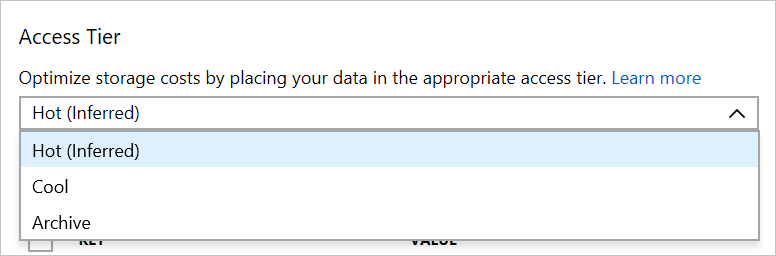 Access Tier
Optimize storage costs by placing your data in the appropriate access tier. Learn more
Hot (Inferred)
Hot (Inferred)
Cool
Archive
KEY VALUE